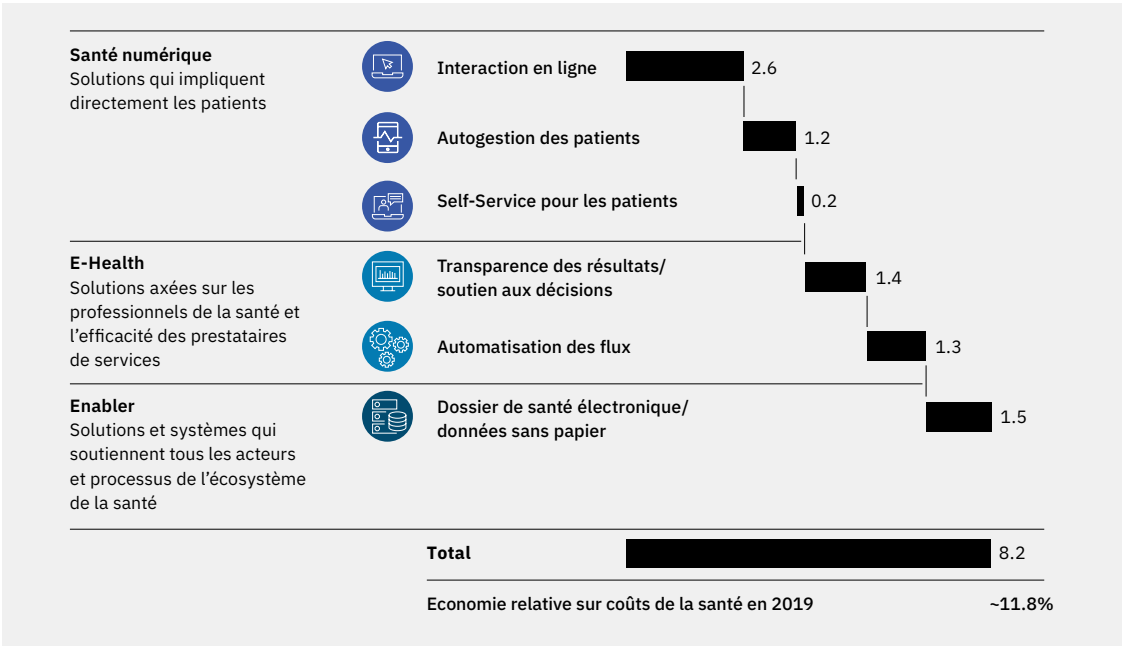 Santé numérique
Solutions qui impliquent
directement les patients
Interaction en ligne
2.6
Autogestion des patients
1.2
Self-Service pour les patients
0.2
E-Health
Solutions axées sur les
professionnels de la santé et
l’efficacité des prestataires
de services
Transparence des résultats/
soutien aux décisions
1.4
Automatisation des flux
1.3
Enabler
Solutions et systèmes qui
soutiennent tous les acteurs
et processus de l’écosystème
de la santé
Dossier de santé électronique/
données sans papier
1.5
Total
8.2
Economie relative sur coûts de la santé en 2019
~11.8%